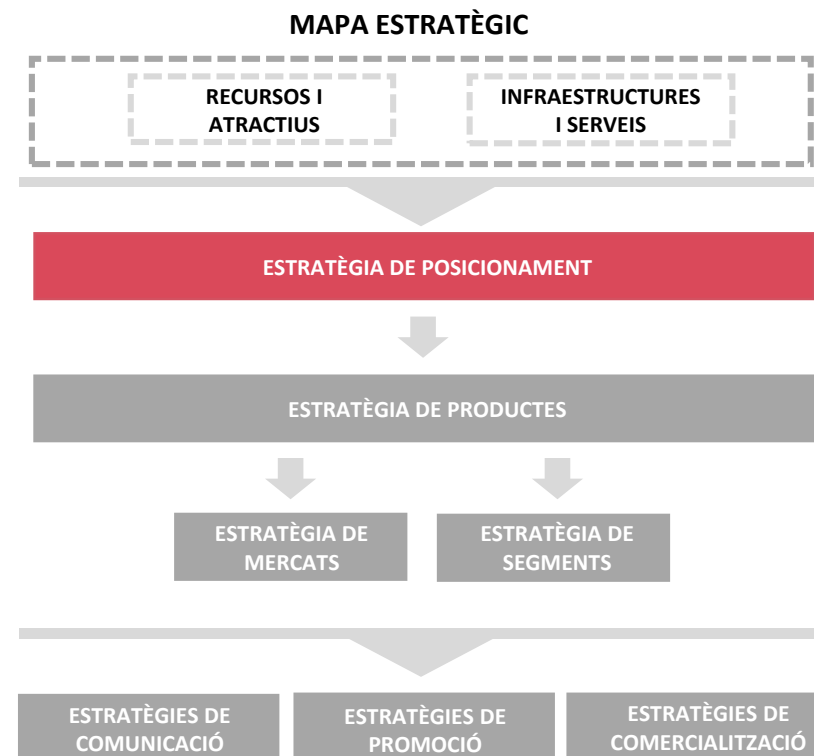 MAPA ESTRATÈGIC
RECURSOS I
ATRACTIUS
INFRAESTRUCTURES
I SERVEIS
ESTRATÈGIA DE POSICIONAMENT
ESTRATÈGIA DE PRODUCTES
ESTRATÈGIA DE
MERCATS
ESTRATÈGIA DE
SEGMENTS
ESTRATÈGIES DE
COMUNICACIÓ
ESTRATÈGIES DE
PROMOCIÓ
ESTRATÈGIES DE
COMERCIALITZACIÓ